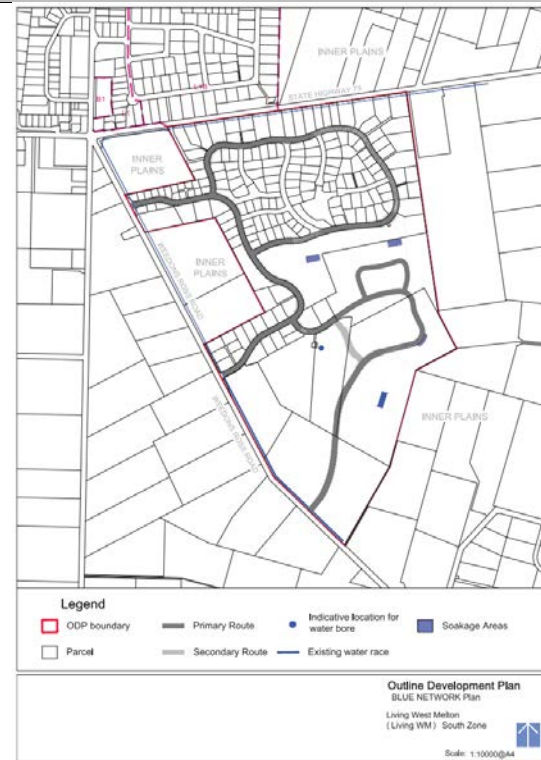 INNER PLAINS
B1
STATE HIGHWAY 73
INNER
PLAINS
INNER
PLAINS
WEEDONS ROSS ROAD
WEEDONS ROSS ROAD
INNER PLAINS
Legend
ODP boundary
Primary Route
Indicative location for
water bore
Soakage Areas
Parcel
Secondary Route
Existing water race
Outline Development Plan
BLUE NETWORK Plan
Living West Melton
( Living WM ) South Zone
Scale: 1:10000@A4